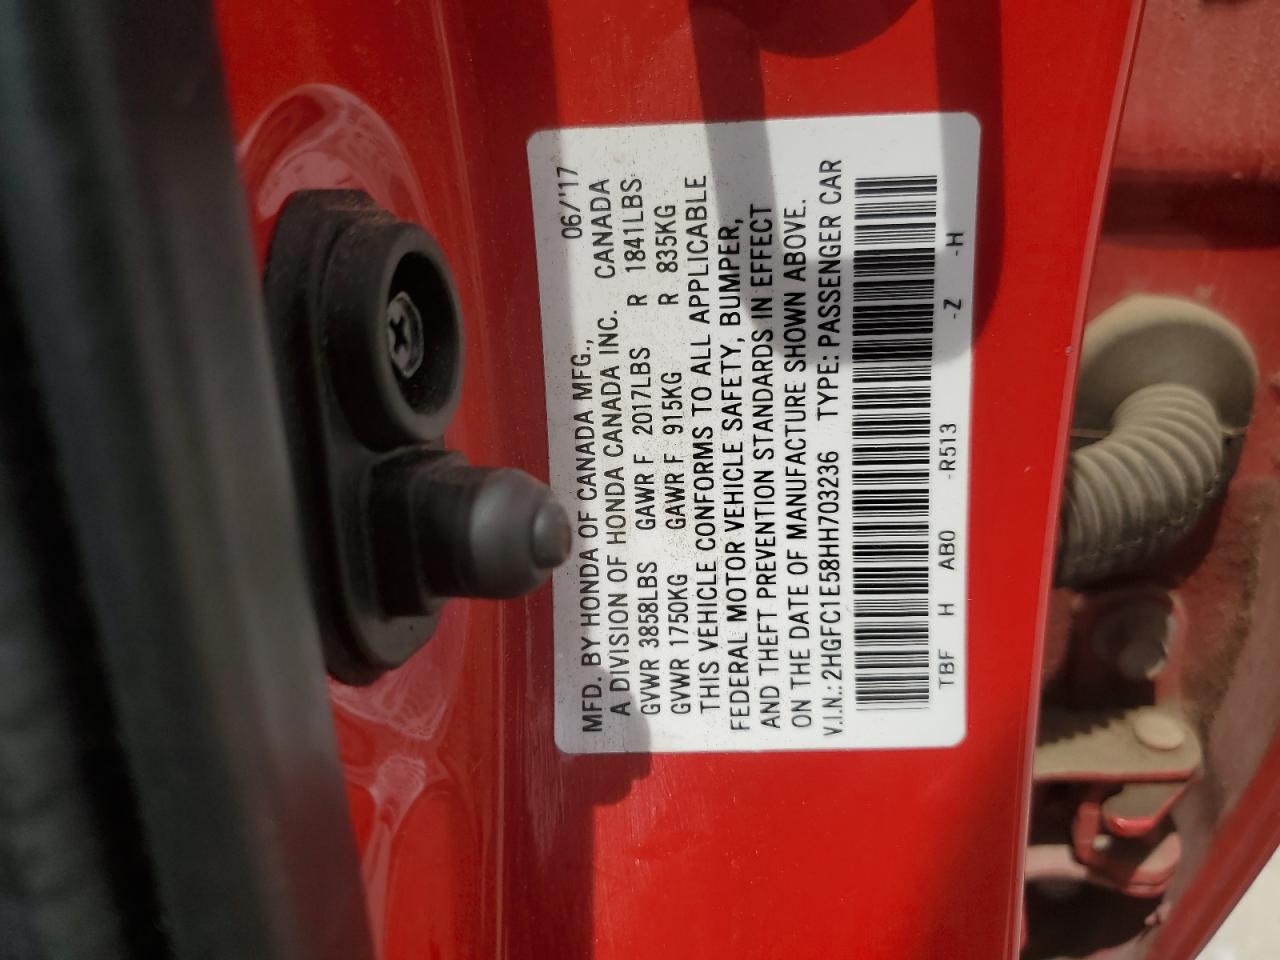 MFD. BY HONDA OF CANADA MFG., 06/'17
A DIVISION OF HONDA CANADA INC. CANADA
GVWR 3858LBS GAWR F 2017LBS R 1841LBS
GVWR 1750KG GAWR F 915KG R 835KG
THIS VEHICLE CONFORMS TO ALL APPLICABLE
FEDERAL MOTOR VEHICLE SAFETY, BUMPER,
AND THEFT PREVENTION STANDARDS IN EFFECT
ON THE DATE OF MANUFACTURE SHOWN ABOVE.
V.I.N.: 2HGFC1E58HH703236 TYPE: PASSENGER CAR
TBF H AB0 -R513 -Z -H